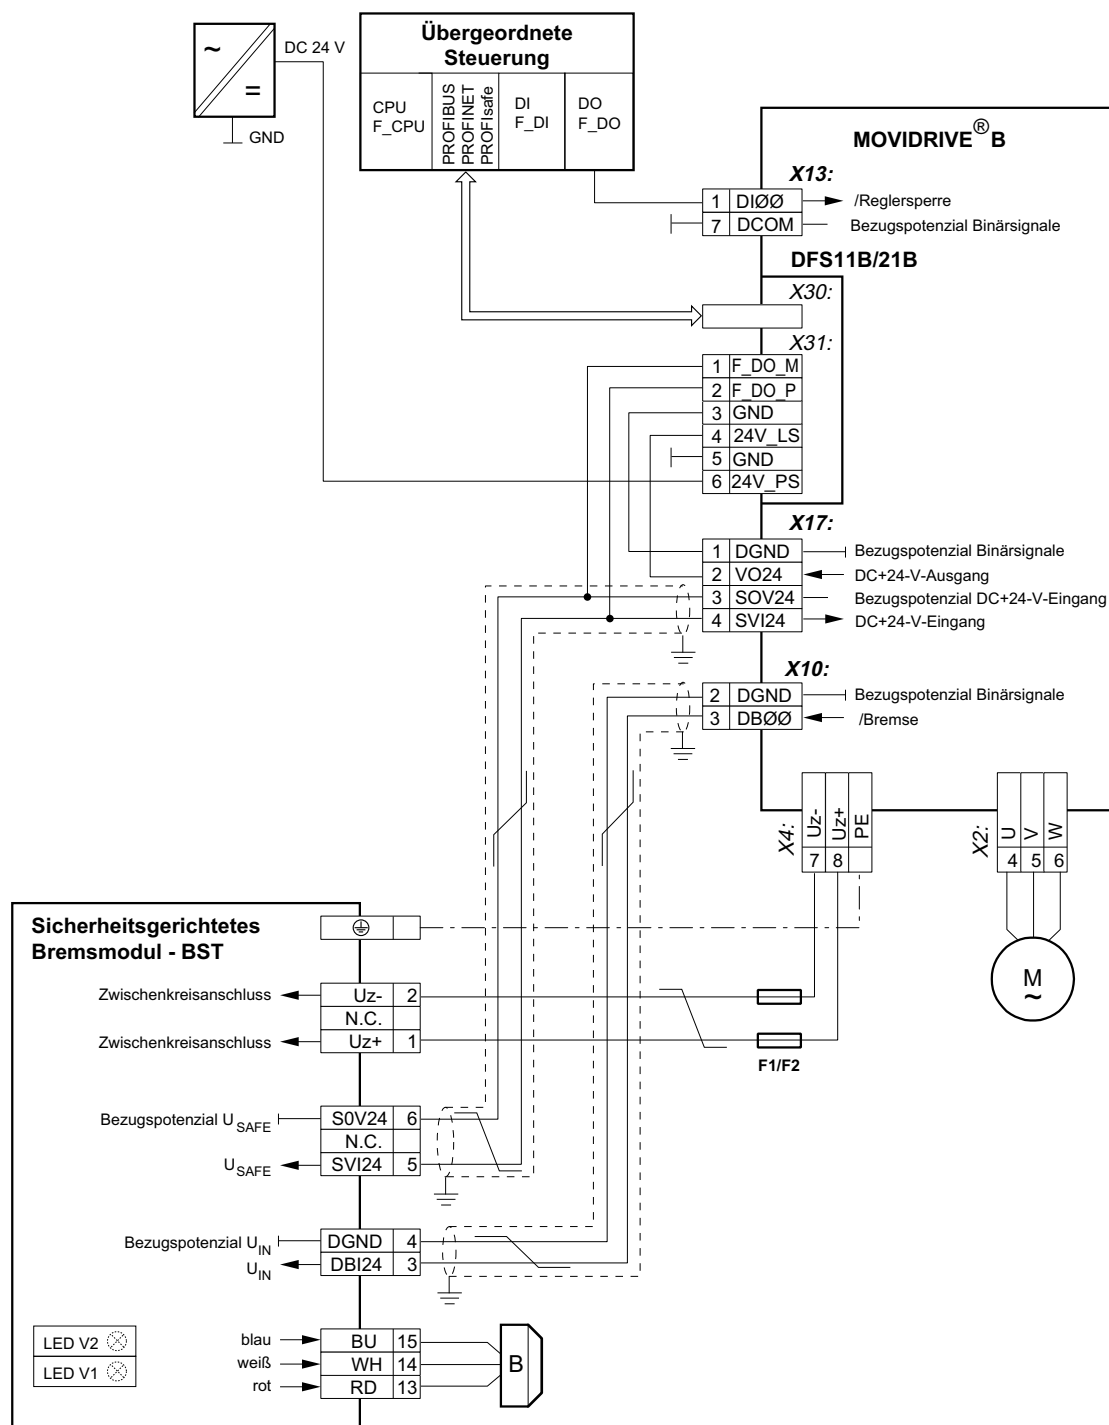 ~
=
DC 24 V
GND
Übergeordnete
Steuerung
CPU
F_CPU
PROFIBUS
PROFINET
PROFIsafe
DI
F_DI
DO
F_DO
MOVIDRIVE® B
X13:
1 DIØØ /Reglersperre
7 DCOM Bezugspotenzial Binärsignale
DFS11B/21B
X30:
X31:
1 F_DO_M
2 F_DO_P
3 GND
4 24V_LS
5 GND
6 24V_PS
X17:
1 DGND Bezugspotenzial Binärsignale
2 VO24 DC+24-V-Ausgang
3 SOV24 Bezugspotenzial DC+24-V-Eingang
4 SVI24 DC+24-V-Eingang
X10:
2 DGND Bezugspotenzial Binärsignale
3 DBØØ /Bremse
X4:
Uz-
Uz+
PE
7 8
X2:
U
V
W
4 5 6
M
~
Sicherheitsgerichtetes
Bremsmodul - BST
Zwischenkreisanschluss Uz- 2
N.C.
Zwischenkreisanschluss Uz+ 1
F1/F2
Bezugspotenzial U SAFE S0V24 6
N.C.
U SAFE SVI24 5
Bezugspotenzial U IN DGND 4
U IN DBI24 3
LED V2
LED V1
blau BU 15
weiß WH 14
rot RD 13
B